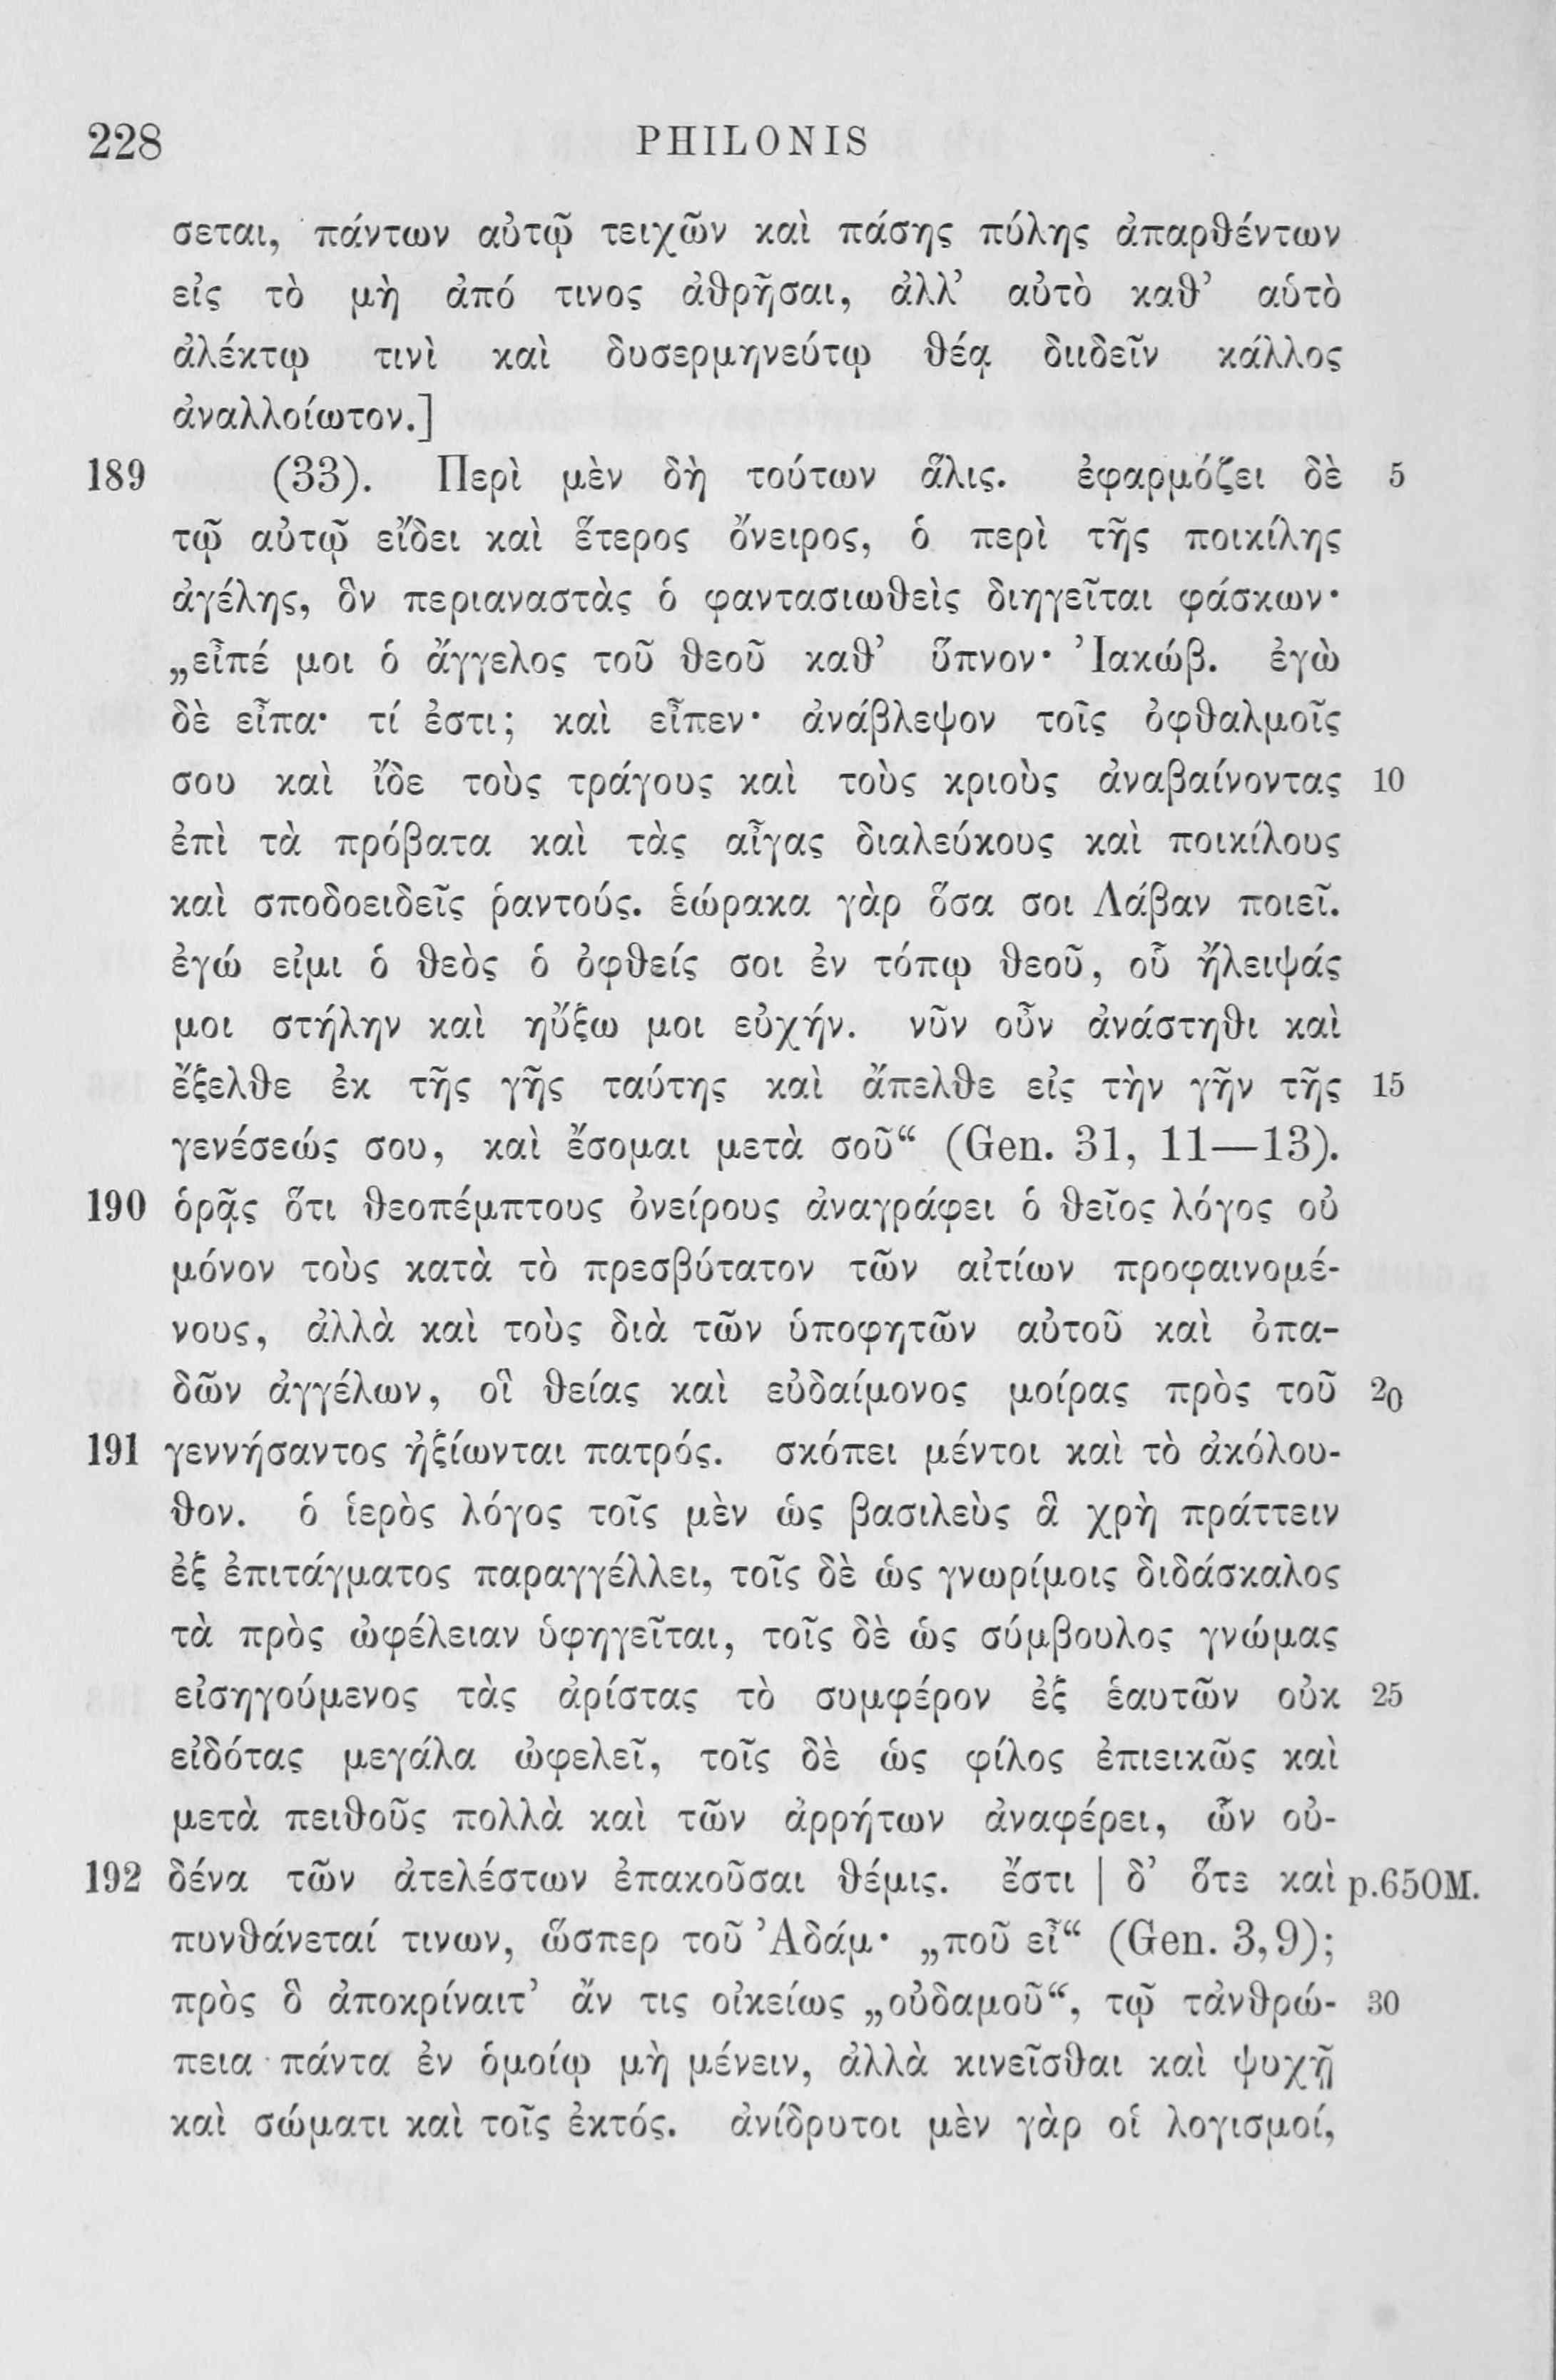 228 PHILONIS
σεται, πάντων αὐτῷ τειχῶν καὶ πάσης πύλης ἀπαρθέντων
εἰς τὸ μὴ ἀπό τινος ἀθρῆσαι, ἀλλ’ αὐτὸ καθ’ αὑτὸ
ἀλέκτῳ τινὶ καὶ δυσερμηνεύτῳ θέᾳ διιδεῖν κάλλος
ἀναλλοίωτον.]
189 (33). Περὶ μὲν δὴ τούτων ἅλις. ἐφαρμόζει δὲ 5
τῷ αὐτῷ εἴδει καὶ ἕτερος ὄνειρος, ὁ περὶ τῆς ποικίλης
ἀγέλης, ὃν περιαναστὰς ὁ φαντασιωθεὶς διηγεῖται φάσκων·
„εἶπέ μοι ὁ ἄγγελος τοῦ θεοῦ καθ’ ὕπνον· Ἰακώβ. ἐγὼ
δὲ εἶπα· τί ἐστι; καὶ εἶπεν· ἀνάβλεψον τοῖς ὀφθαλμοῖς
σου καὶ ἴδε τοὺς τράγους καὶ τοὺς κριοὺς ἀναβαίνοντας 10
ἐπὶ τὰ πρόβατα καὶ τὰς αἶγας διαλεύκους καὶ ποικίλους
καὶ σποδοειδεῖς ῥαντούς. ἑώρακα γὰρ ὅσα σοι Λάβαν ποιεῖ.
ἐγώ εἰμι ὁ θεὸς ὁ ὀφθείς σοι ἐν τόπῳ θεοῦ, οὗ ἤλειψάς
μοι στήλην καὶ ηὔξω μοι εὐχήν. νῦν οὖν ἀνάστηθι καὶ
ἔξελθε ἐκ τῆς γῆς ταύτης καὶ ἄπελθε εἰς τὴν γῆν τῆς 15
γενέσεώς σου, καὶ ἔσομαι μετὰ σοῦ“ (Gen. 31, 11—13).
190 ὁρᾷς ὅτι θεοπέμπτους ὀνείρους ἀναγράφει ὁ θεῖος λόγος οὐ
μόνον τοὺς κατὰ τὸ πρεσβύτατον τῶν αἰτίων προφαινομέ-
νους, ἀλλὰ καὶ τοὺς διὰ τῶν ὑποφητῶν αὐτοῦ καὶ ὀπα-
δῶν ἀγγέλων, οἳ θείας καὶ εὐδαίμονος μοίρας πρὸς τοῦ 20
191 γεννήσαντος ἠξίωνται πατρός. σκόπει μέντοι καὶ τὸ ἀκόλου-
θον. ὁ ἱερὸς λόγος τοῖς μὲν ὡς βασιλεὺς ἃ χρὴ πράττειν
ἐξ ἐπιτάγματος παραγγέλλει, τοῖς δὲ ὡς γνωρίμοις διδάσκαλος
τὰ πρὸς ὠφέλειαν ὑφηγεῖται, τοῖς δὲ ὡς σύμβουλος γνώμας
εἰσηγούμενος τὰς ἀρίστας τὸ συμφέρον ἐξ ἑαυτῶν οὐκ 25
εἰδότας μεγάλα ὠφελεῖ, τοῖς δὲ ὡς φίλος ἐπιεικῶς καὶ
μετὰ πειθοῦς πολλὰ καὶ τῶν ἀρρήτων ἀναφέρει, ὧν οὐ-
192 δένα τῶν ἀτελέστων ἐπακοῦσαι θέμις. ἔστι | δ’ ὅτε καὶ p.650M.
πυνθάνεταί τινων, ὥσπερ τοῦ Ἀδάμ· „ποῦ εἶ“ (Gen. 3,9);
πρὸς ὃ ἀποκρίναιτ’ ἄν τις οἰκείως „οὐδαμοῦ“, τῷ τἀνθρώ- 30
πεια πάντα ἐν ὁμοίῳ μὴ μένειν, ἀλλὰ κινεῖσθαι καὶ ψυχῇ
καὶ σώματι καὶ τοῖς ἐκτός. ἀνίδρυτοι μὲν γὰρ οἱ λογισμοί,